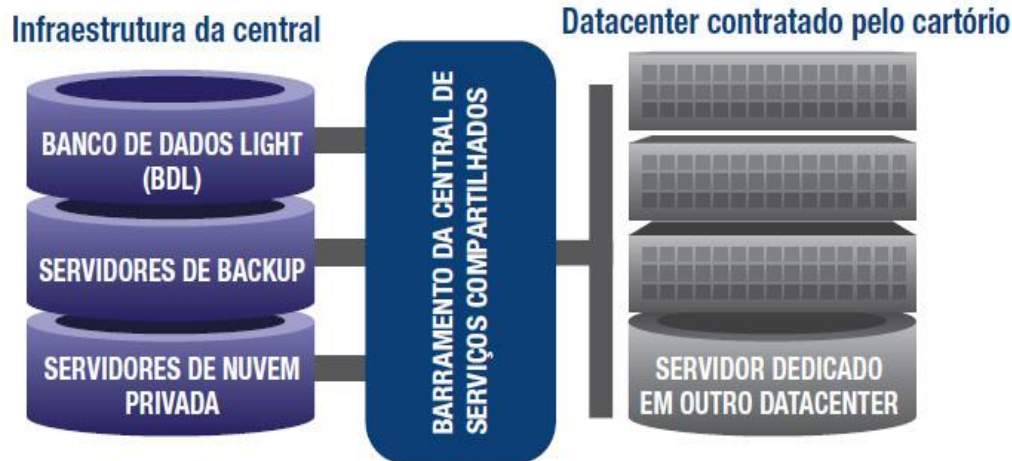 Infraestrutura da central
Datacenter contratado pelo cartório
BANCO DE DADOS LIGHT
(BDL)
SERVIDORES DE BACKUP
SERVIDORES DE NUVEM
PRIVADA
BARRAMENTO DA CENTRAL DE
SERVIÇOS COMPARTILHADOS
SERVIDOR DEDICADO
EM OUTRO DATACENTER